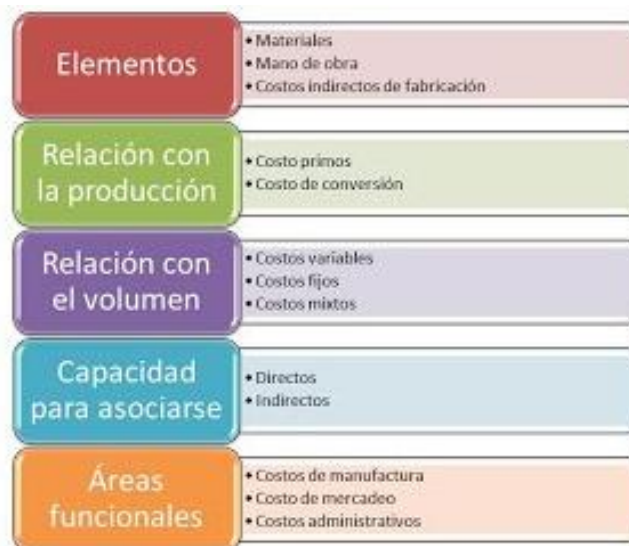 Elementos
• Materiales
• Mano de obra
• Costos indirectos de fabricación
Relación con
la producción
• Costo primos
• Costo de conversión
Relación con
el volumen
• Costos variables
• Costos fijos
• Costos mixtos
Capacidad
para asociarse
• Directos
• Indirectos
Áreas
funcionales
• Costos de manufactura
• Costo de mercadeo
• Costos administrativos